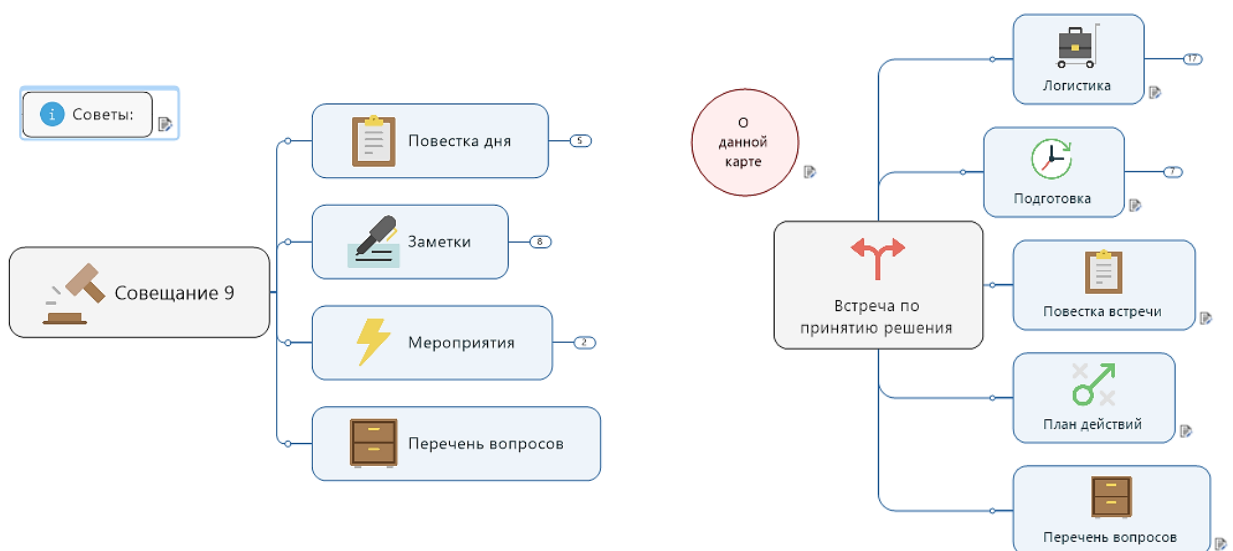 Советы:
Совещание 9
Повестка дня
5
Заметки
8
Мероприятия
2
Перечень вопросов
О
данной
карте
Встреча по
принятию решения
Логистика
17
Подготовка
7
Повестка встречи
План действий
Перечень вопросов